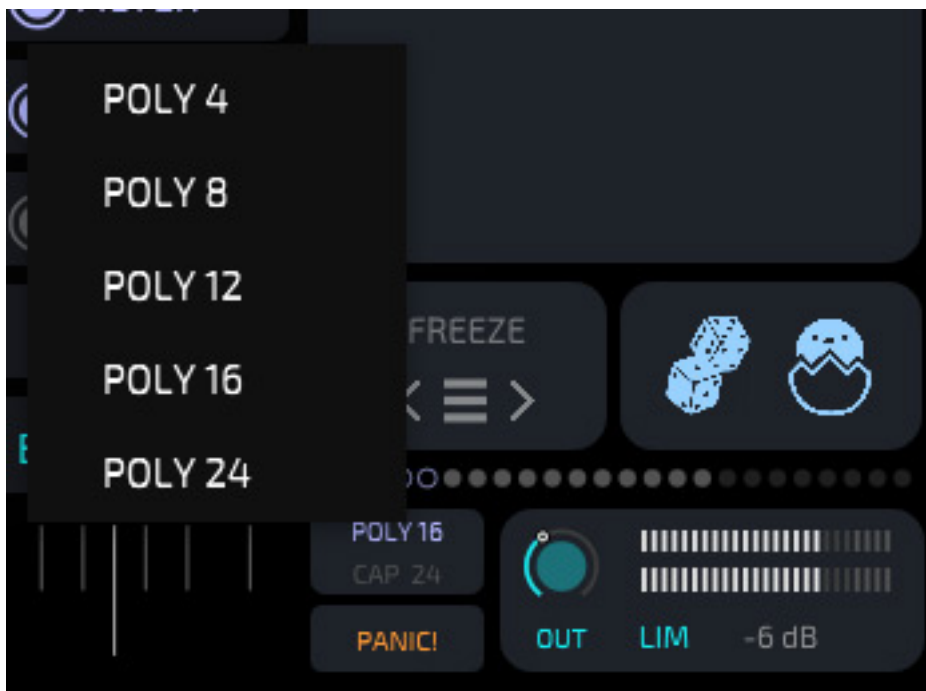 POLY 4
POLY 8
POLY 12
POLY 16
POLY 24
FREEZE
POLY 16
CAP 24
PANIC!
OUT LIM -6 dB